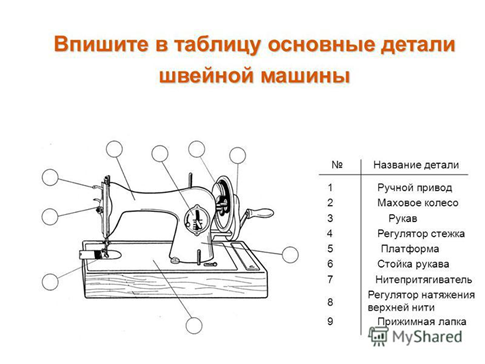 Впишите в таблицу основные детали
швейной машины
№ Название детали
1 Ручной привод
2 Маховое колесо
3 Рукав
4 Регулятор стежка
5 Платформа
6 Стойка рукава
7 Нитепритягиватель
8 Регулятор натяжения
верхней нити
9 Прижимная лапка
MyShared